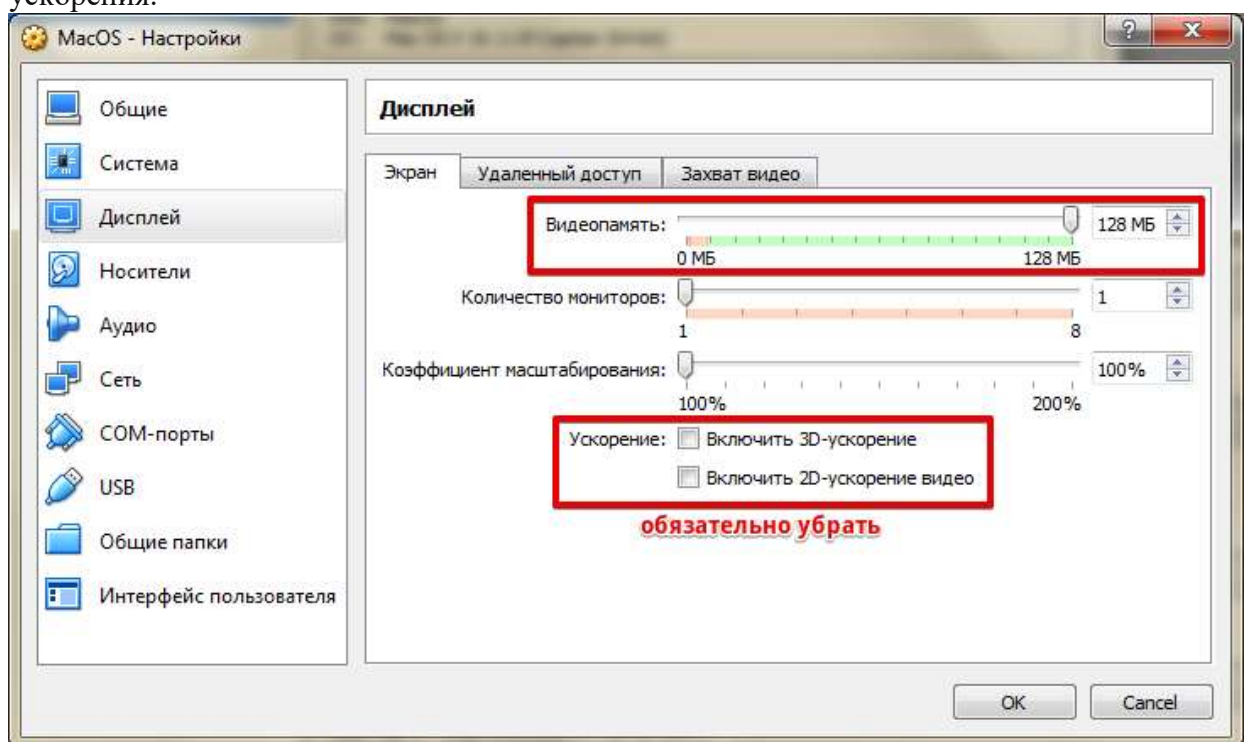 ускорения.
MacOS - Настройки
Общие
Система
Дисплей
Носители
Аудио
Сеть
COM-порты
USB
Общие папки
Интерфейс пользователя
Дисплей
Экран Удаленный доступ Захват видео
Видеопамять: 128 МБ
0 МБ 128 МБ
Количество мониторов: 1
1 8
Коэффициент масштабирования: 100%
100% 200%
Ускорение: Включить 3D-ускорение
Включить 2D-ускорение видео
обязательно убрать
OK Cancel